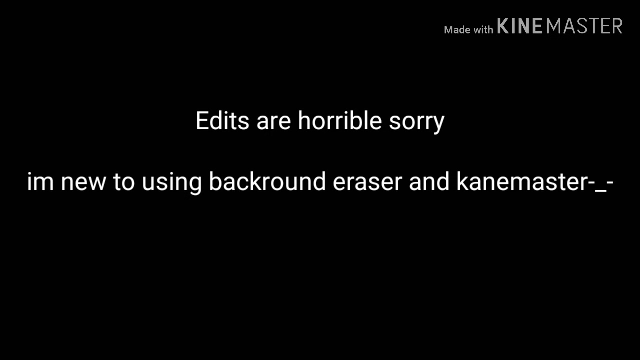 Made with KINEMASTER
Edits are horrible sorry
im new to using backround eraser and kanemaster-_-